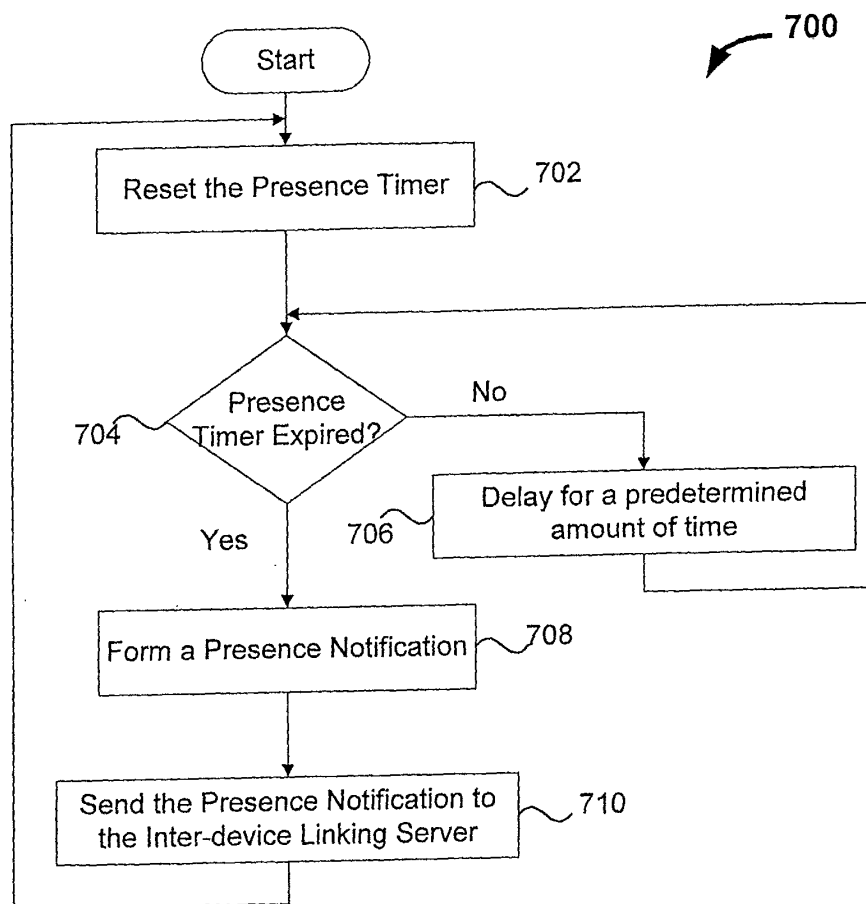 700
Start
Reset the Presence Timer
702
Presence
Timer Expired?
No
704
Delay for a predetermined
amount of time
706
Yes
Form a Presence Notification
708
Send the Presence Notification to
the Inter-device Linking Server
710